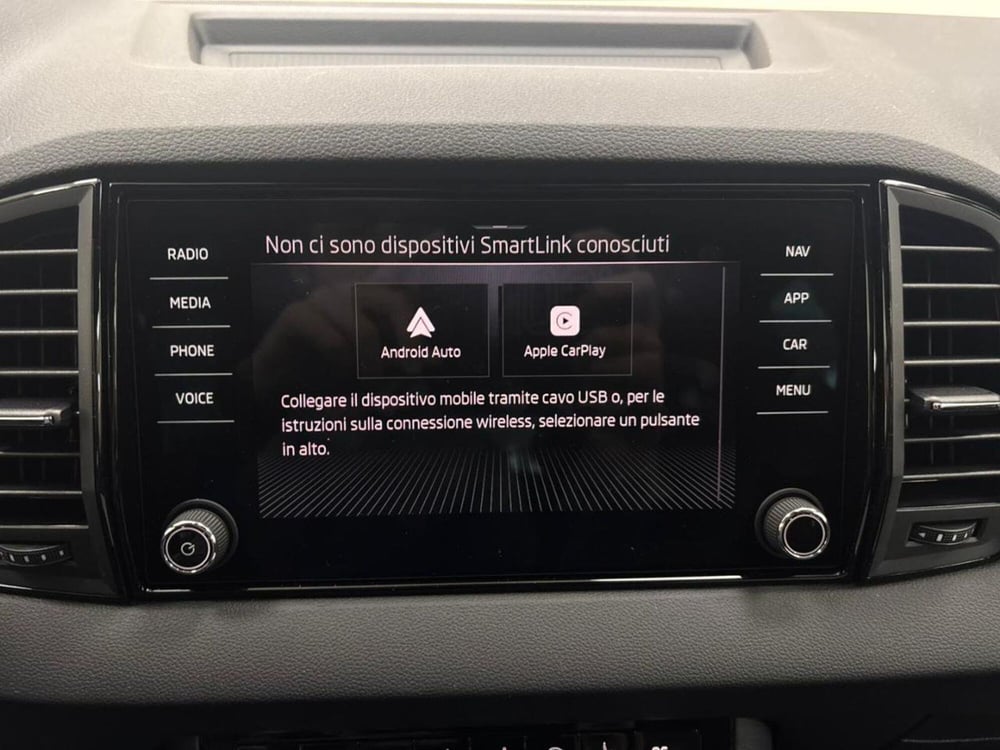 Non ci sono dispositivi SmartLink conosciuti
RADIO
MEDIA
PHONE
VOICE
Android Auto
Apple CarPlay
Collegare il dispositivo mobile tramite cavo USB o, per le
istruzioni sulla connessione wireless, selezionare un pulsante
in alto.
NAV
APP
CAR
MENU